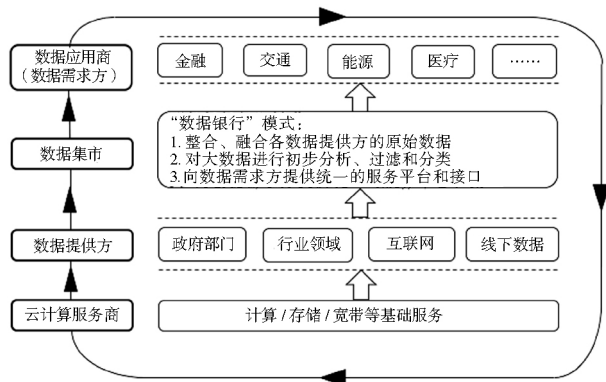 数据应用商
(数据需求方)
金融
交通
能源
医疗
……
数据集市
“数据银行”模式:
1. 整合、融合各数据提供方的原始数据
2. 对大数据进行初步分析、过滤和分类
3.向数据需求方提供统一的服务平台和接口
数据提供方
政府部门
行业领域
互联网
线下数据
云计算服务商
计算/存储/宽带等基础服务